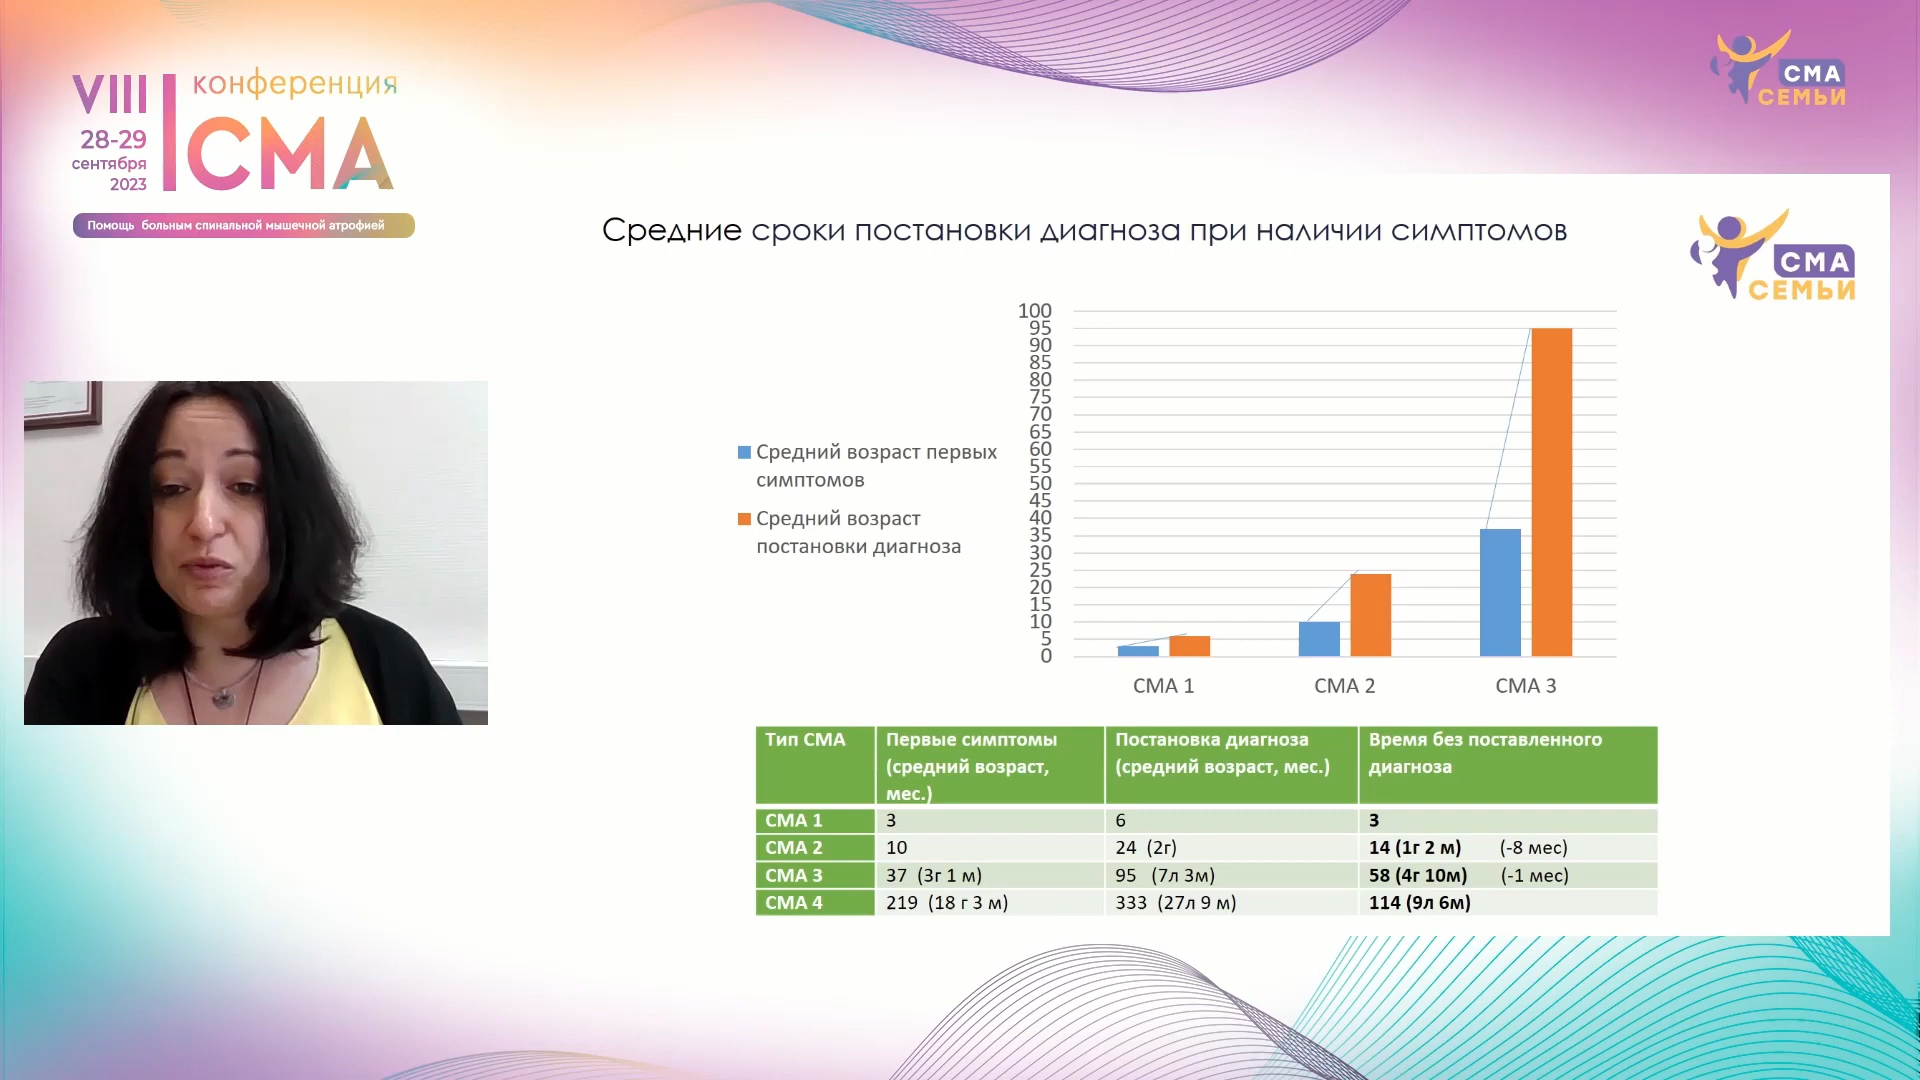 VIII
28-29
сентября
2023
конференция
СМА
Помощь больным спинальной мышечной атрофией
СМА
СЕМЬИ
Средние сроки постановки диагноза при наличии симптомов
СМА
СЕМЬИ
Средний возраст первых
симптомов
Средний возраст
постановки диагноза
100
95
90
85
80
75
70
65
60
55
50
45
40
35
30
25
20
15
10
5
0
СМА 1 СМА 2 СМА 3
Тип СМА Первые симптомы (средний возраст, мес.) Постановка диагноза (средний возраст, мес.) Время без поставленного диагноза
СМА 1 3 6 3
СМА 2 10 24 (2г) 14 (1г 2 м) (-8 мес)
СМА 3 37 (3г 1 м) 95 (7л 3м) 58 (4г 10м) (-1 мес)
СМА 4 219 (18 г 3 м) 333 (27л 9 м) 114 (9л 6м)